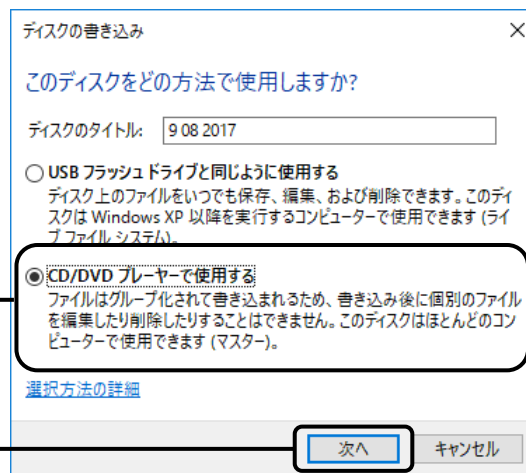 ディスクの書き込み
このディスクをどの方法で使用しますか?
ディスクのタイトル: 9 08 2017
USB フラッシュ ドライブと同じように使用する
ディスク上のファイルをいつでも保存、編集、および削除できます。このディ
スクは Windows XP 以降を実行するコンピューターで使用できます (ライ
ブ ファイル システム)。
CD/DVD プレーヤーで使用する
ファイルはグループ化されて書き込まれるため、書き込み後に個別のファイル
を編集したり削除したりすることはできません。このディスクはほとんどのコン
ピューターで使用できます (マスター)。
選択方法の詳細
次へ キャンセル